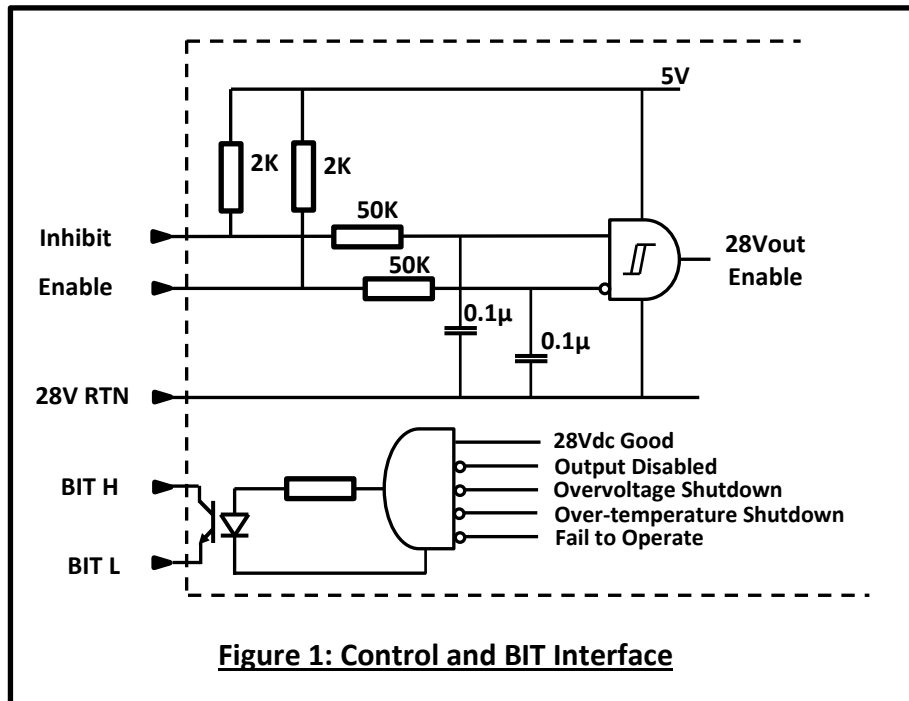 5V
2K
2K
50K
Inhibit
28Vout
Enable
Enable
50K
0.1µ
0.1µ
28V RTN
28Vdc Good
Output Disabled
Overvoltage Shutdown
Over-temperature Shutdown
Fail to Operate
BIT H
BIT L
Figure 1: Control and BIT Interface